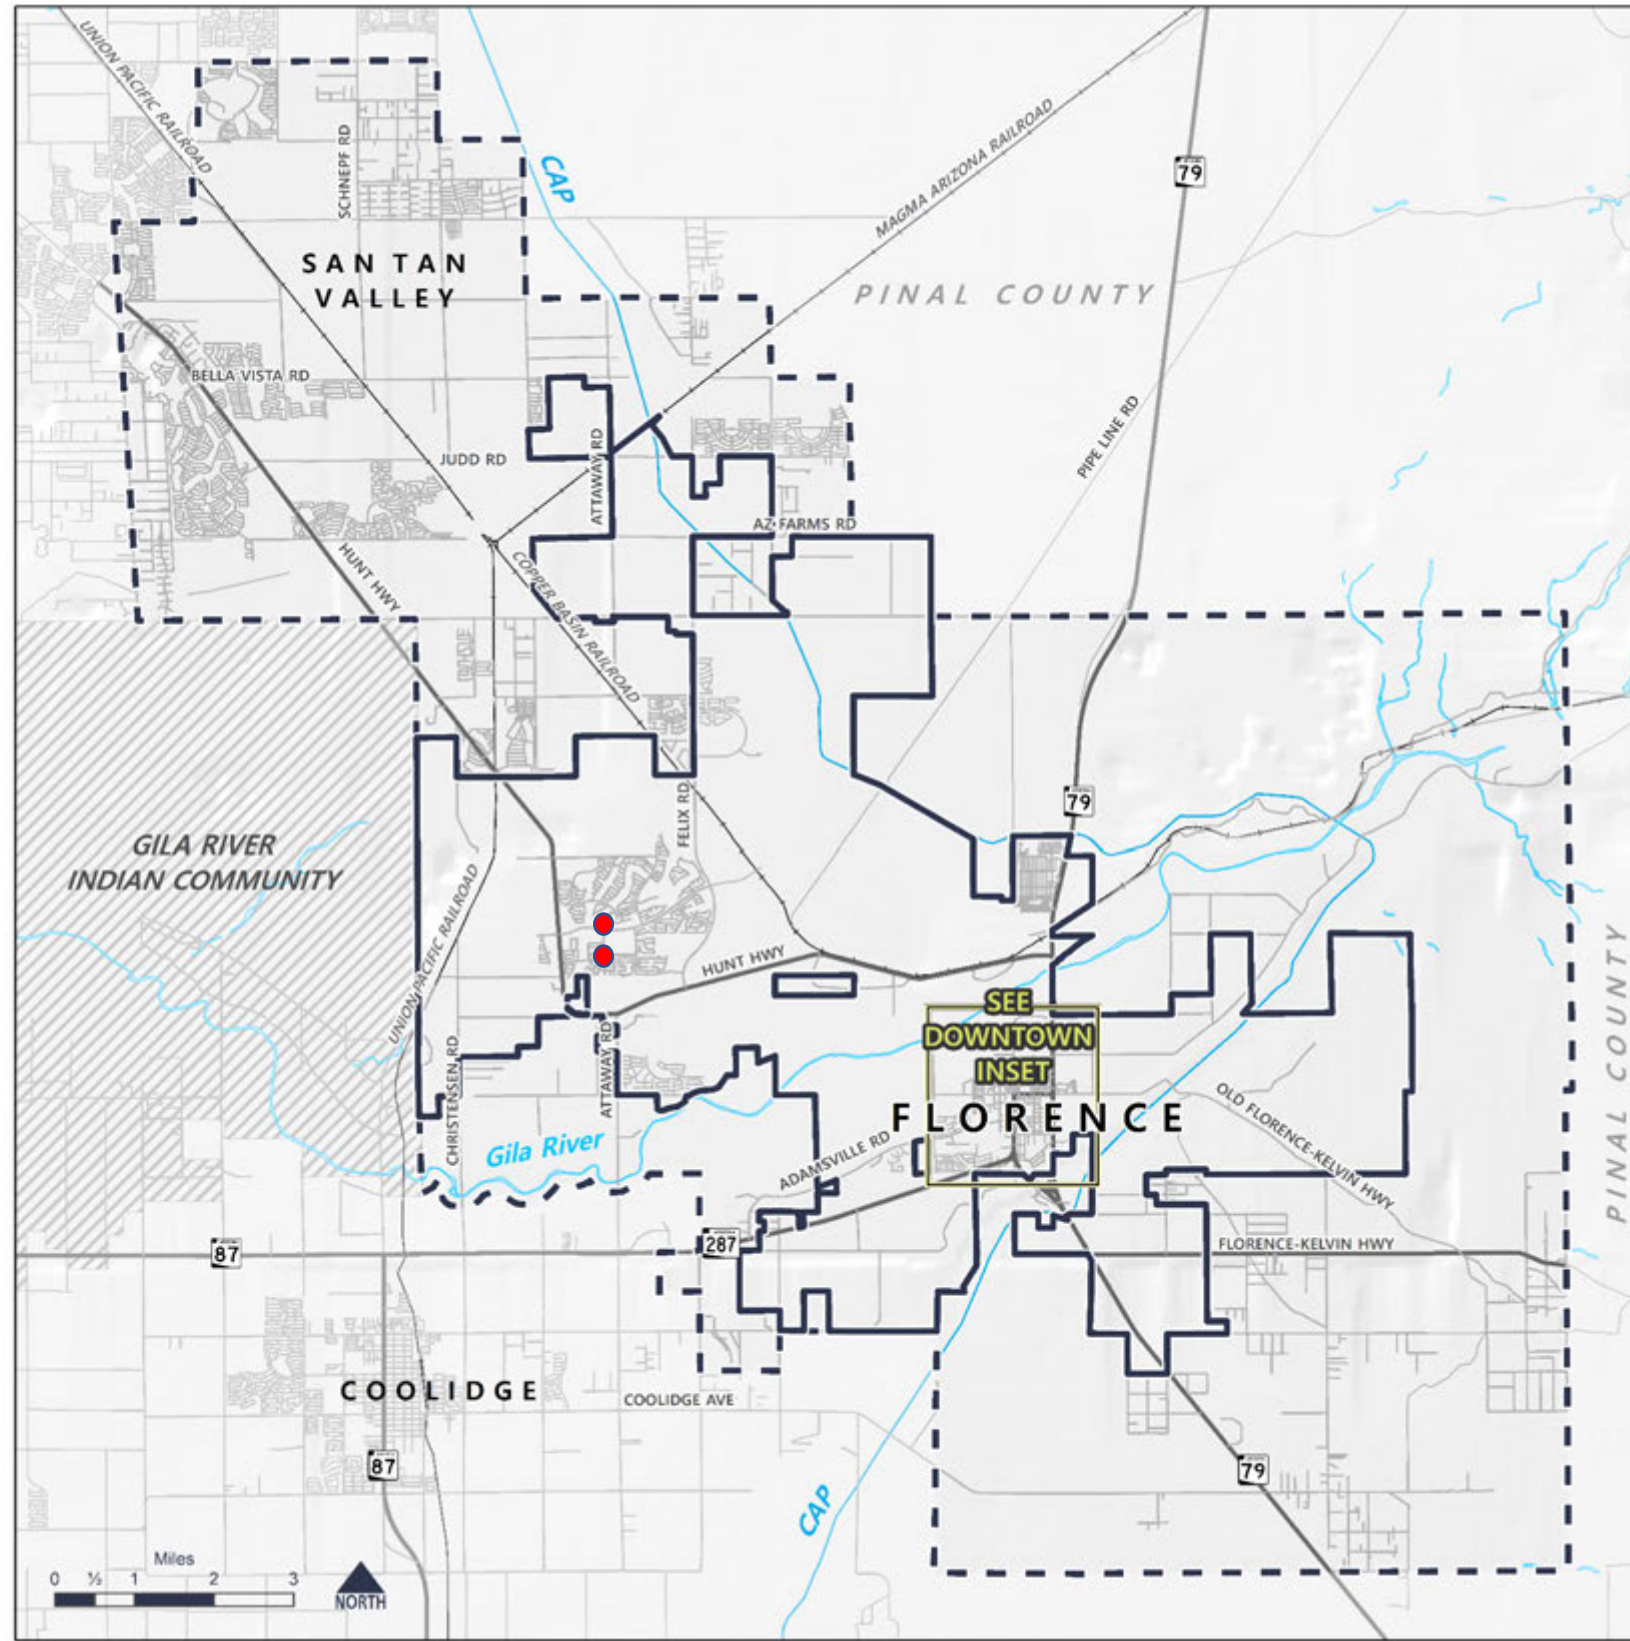 UNION PACIFIC RAILROAD
SCHNEPF RD
CAP
MAGMA ARIZONA RAILROAD
79
SAN TAN
VALLEY
PINAL COUNTY
BELLA VISTA RD
JUDD RD
ATTAWAY RD
PIPE LINE RD
AZ FARMS RD
HUNT HWY
COPPER BASIN RAILROAD
79
FELIX RD
GILA RIVER
INDIAN COMMUNITY
UNION PACIFIC RAILROAD
HUNT HWY
PINAL COUNTY
SEE
DOWNTOWN
INSET
CHRISTENSEN RD
ATTAWAY RD
FLORENCE
OLD FLORENCE-KELVIN HWY
Gila River
ADAMSVILLE RD
87
287
FLORENCE-KELVIN HWY
COOLIDGE
COOLIDGE AVE
87
79
CAP
Miles
0 ½ 1 2 3
NORTH